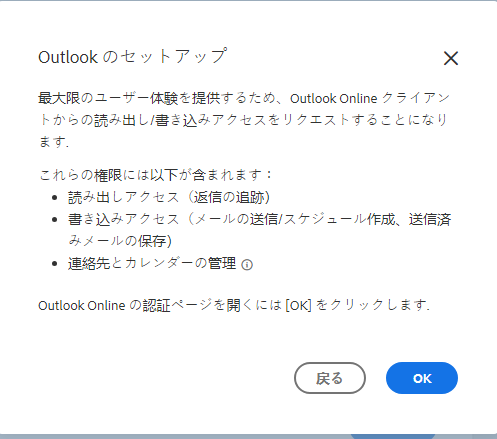 Outlook のセットアップ
最大限のユーザー体験を提供するため、Outlook Online クライアン
トからの読み出し/書き込みアクセスをリクエストすることになり
ます.
これらの権限には以下が含まれます：
• 読み出しアクセス（返信の追跡)
• 書き込みアクセス（メールの送信/スケジュール作成、送信済
みメールの保存)
• 連絡先とカレンダーの管理
Outlook Online の認証ページを開くには [OK] をクリックします.
戻る
OK